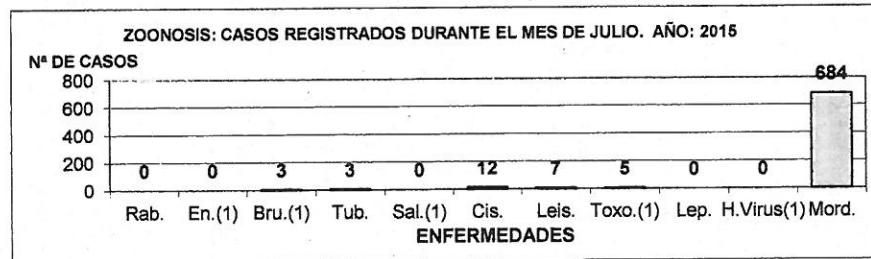 ZOONOSIS: CASOS REGISTRADOS DURANTE EL MES DE JULIO. AÑO: 2015
Nª DE CASOS
800
600
400
200
0
0 0 3 3 0 12 7 5 0 0 684
Rab. En.(1) Bru.(1) Tub. Sal.(1) Cis. Leis. Toxo.(1) Lep. H.Virus(1) Mord.
ENFERMEDADES